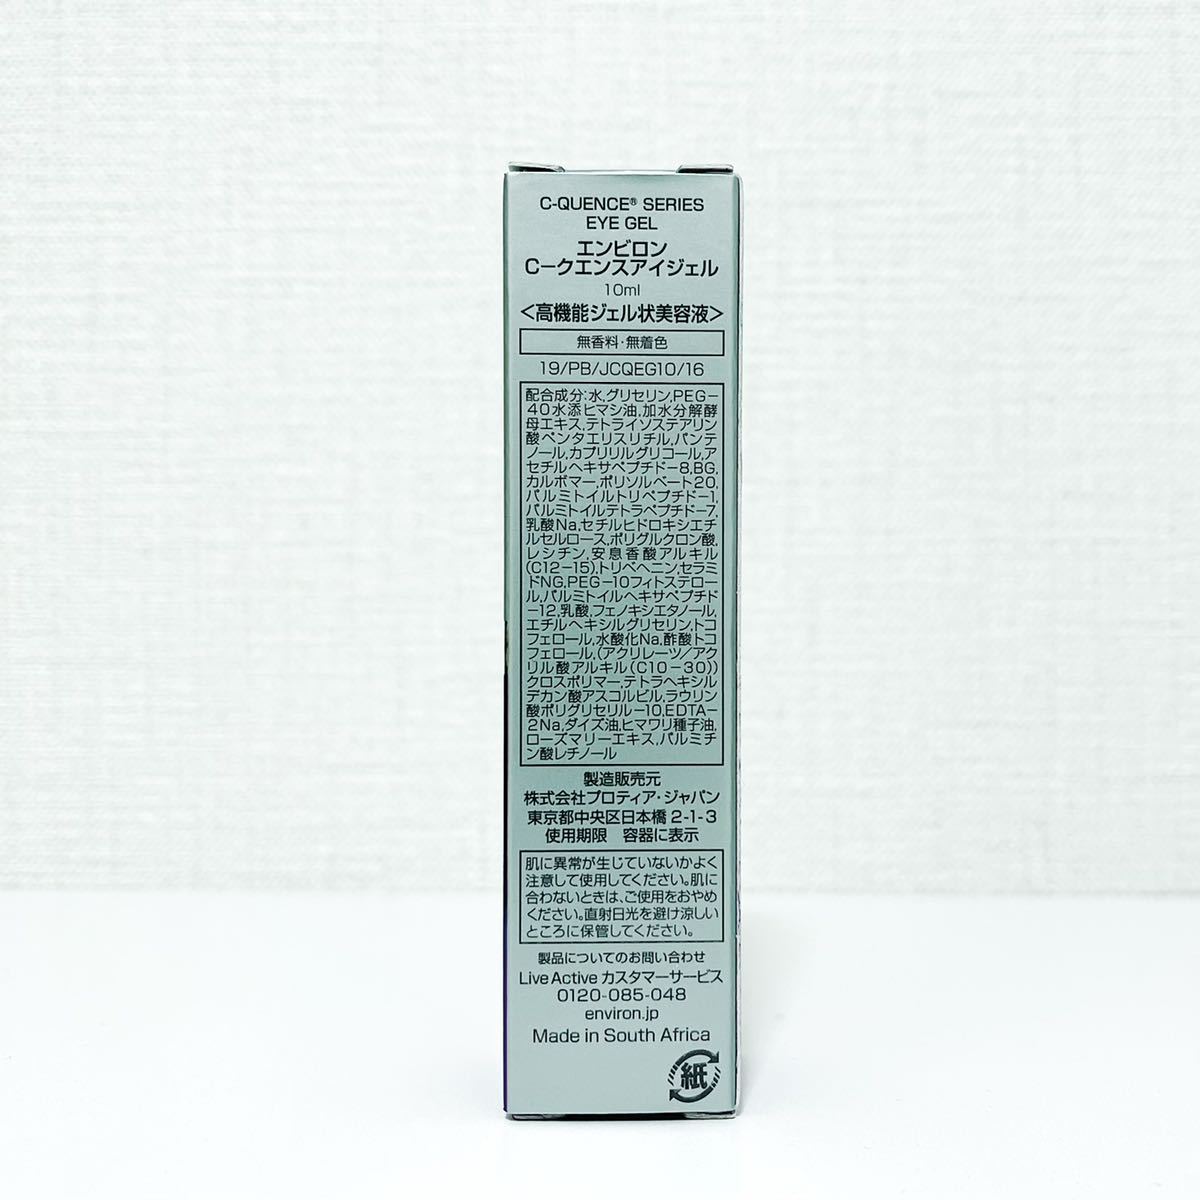 C-QUENCE® SERIES
EYE GEL
エンビロン
C-クエンスアイジェル
10ml
<高機能ジェル状美容液>
無香料・無着色
19/PB/JCQEG10/16
配合成分:水,グリセリン,PEG-
40水添ヒマシ油,加水分解酵
母エキス,テトライソステアリン
酸ペンタエリスリチル,パンテ
ノール,カプリリルグリコール,ア
セチルヘキサペプチド-8,BG,
カルボマー,ポリソルベート20,
パルミトイルトリペプチド-1,
パルミトイルテトラペプチド-7,
乳酸Na,セチルヒドロキシエチ
ルセルロース,ポリグルクロン酸,
レシチン,安息香酸アルキル
(C12-15),トリベヘニンセラミ
ドNG,PEG-10フィトステロー
ル,パルミトイルヘキサペプチド
-12,乳酸,フェノキシエタノール,
エチルヘキシルグリセリン,トコ
フェロール,水酸化Na,酢酸トコ
フェロール,(アクリレーツ/アク
リル酸アルキル(C10-30))
クロスポリマー,テトラヘキシル
デカン酸アスコルビル,ラウリン
酸ポリグリセリル-10,EDTA-
2Na,ダイズ油,ヒマワリ種子油,
ローズマリーエキス,パルミチ
ン酸レチノール
製造販売元
株式会社プロティア・ジャパン
東京都中央区日本橋2-1-3
使用期限 容器に表示
肌に異常が生じていないかよく
注意して使用してください。肌に
合わないときは、ご使用をおやめ
ください。直射日光を避け涼しい
ところに保管してください。
製品についてのお問い合わせ
Live Active カスタマーサービス
0120-085-048
environ.jp
Made in South Africa
紙